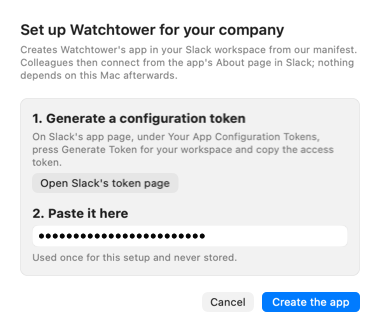 Set up Watchtower for your company
Creates Watchtower's app in your Slack workspace from our manifest.
Colleagues then connect from the app's About page in Slack; nothing
depends on this Mac afterwards.
1. Generate a configuration token
On Slack's app page, under Your App Configuration Tokens,
press Generate Token for your workspace and copy the access
token.
Open Slack's token page
2. Paste it here
••••••••••••••••••••••••
Used once for this setup and never stored.
Cancel
Create the app